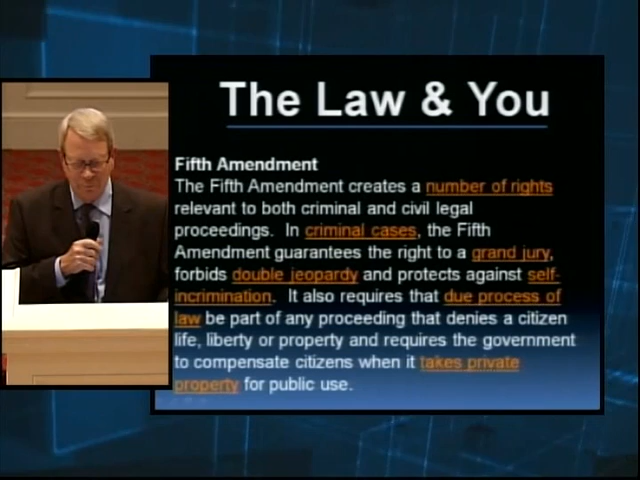 The Law & You
Fifth Amendment
The Fifth Amendment creates a number of rights
relevant to both criminal and civil legal
proceedings. In criminal cases, the Fifth
Amendment guarantees the right to a grand jury,
forbids double jeopardy and protects against self-
incrimination. It also requires that due process of
law be part of any proceeding that denies a citizen
life, liberty or property and requires the government
to compensate citizens when it takes private
property for public use.